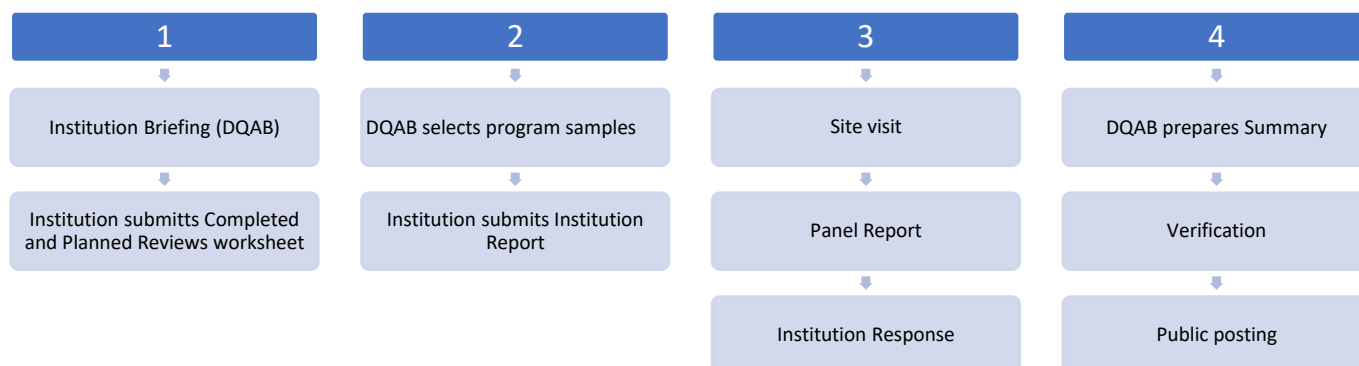 1
Institution Briefing (DQAB)
Institution submitts Completed
and Planned Reviews worksheet
2
DQAB selects program samples
Institution submits Institution
Report
3
Site visit
Panel Report
Institution Response
4
DQAB prepares Summary
Verification
Public posting